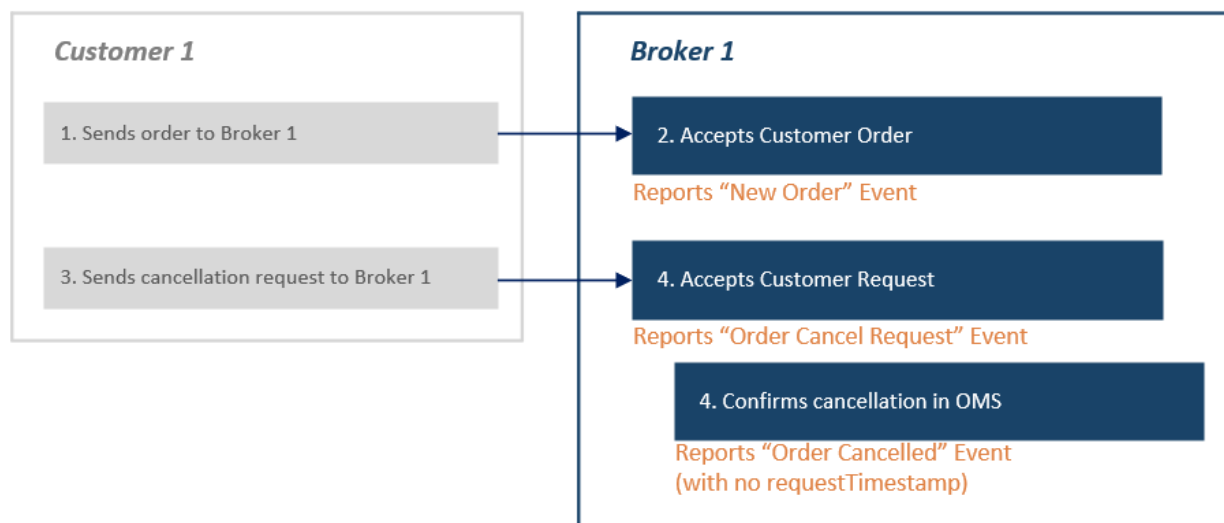 Customer 1
Broker 1
1. Sends order to Broker 1
2. Accepts Customer Order
Reports “New Order” Event
3. Sends cancellation request to Broker 1
4. Accepts Customer Request
Reports “Order Cancel Request” Event
4. Confirms cancellation in OMS
Reports “Order Cancelled” Event
(with no requestTimestamp)